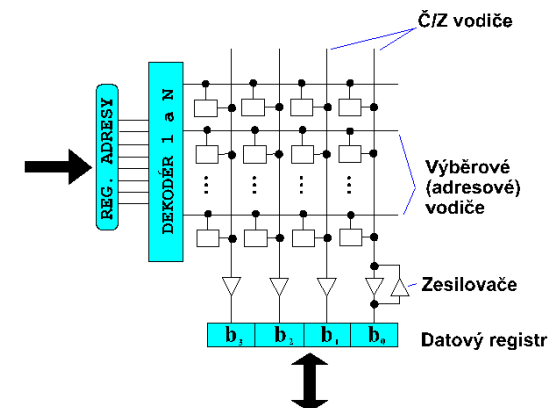 Č/Z vodiče
REG. ADRESY
DEKODÉR 1 a N
Výběrové
(adresové)
vodiče
Zesilovače
b₃ b₂ b₁ b₀
Datový registr